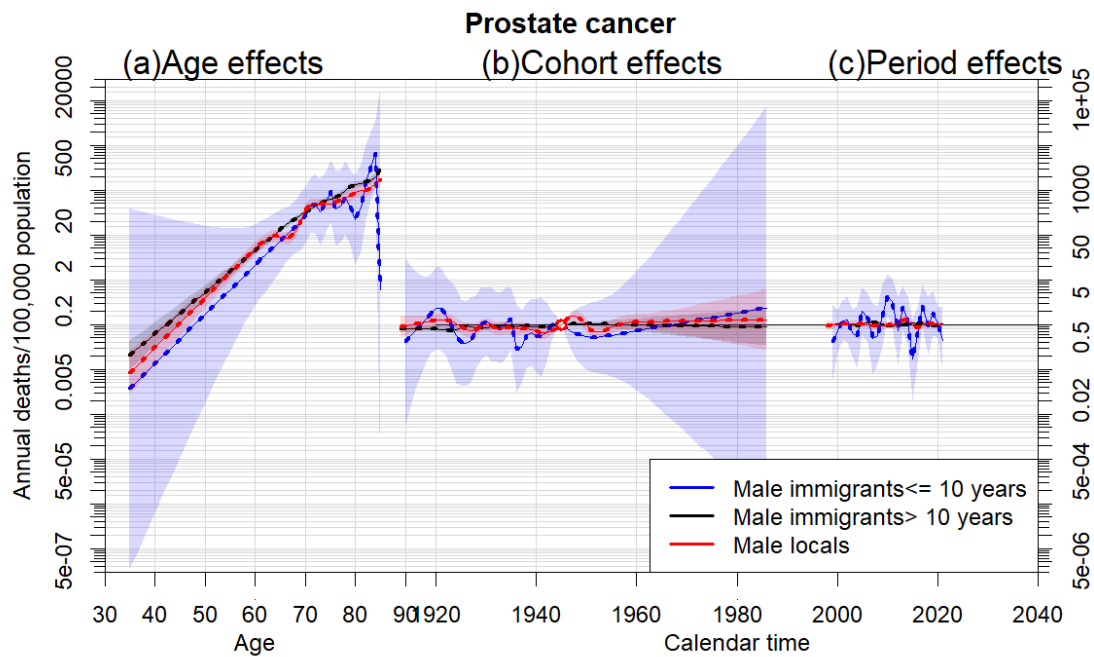 Prostate cancer
(a)Age effects
(b)Cohort effects
(c)Period effects
Annual deaths/100,000 population
20000
500
20
2
0.2
0.005
5e-05
5e-07
1e+05
1000
50
5
0.5
0.02
5e-04
5e-06
Male immigrants<= 10 years
Male immigrants> 10 years
Male locals
30 40 50 60 70 80 90 1920 1940 1960 1980 2000 2020 2040
Age
Calendar time